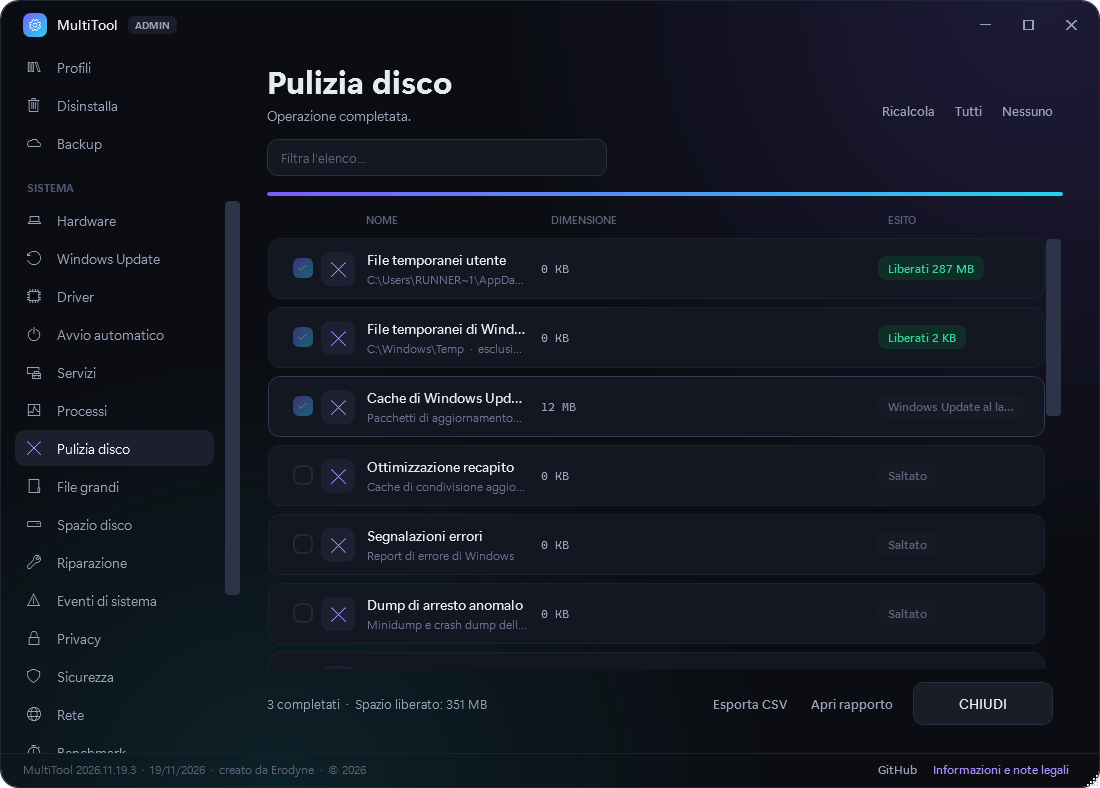 MultiTool ADMIN
Profili
Disinstalla
Backup
SISTEMA
Hardware
Windows Update
Driver
Avvio automatico
Servizi
Processi
Pulizia disco
File grandi
Spazio disco
Riparazione
Eventi di sistema
Privacy
Sicurezza
Rete
Benchmark
Pulizia disco
Operazione completata.
Ricalcola Tutti Nessuno
Filtra l'elenco...
NOME DIMENSIONE ESITO
File temporanei utente
C:\Users\RUNNER~1\AppDa...
0 KB
Liberati 287 MB
File temporanei di Wind...
C:\Windows\Temp · esclusi...
0 KB
Liberati 2 KB
Cache di Windows Upd...
Pacchetti di aggiornamento...
12 MB
Windows Update al la...
Ottimizzazione recapito
Cache di condivisione aggio...
0 KB
Saltato
Segnalazioni errori
Report di errore di Windows
0 KB
Saltato
Dump di arresto anomalo
Minidump e crash dump dell...
0 KB
Saltato
3 completati · Spazio liberato: 351 MB
Esporta CSV Apri rapporto CHIUDI
MultiTool 2026.11.19.3 · 19/11/2026 · creato da Erodyne · © 2026
GitHub Informazioni e note legali